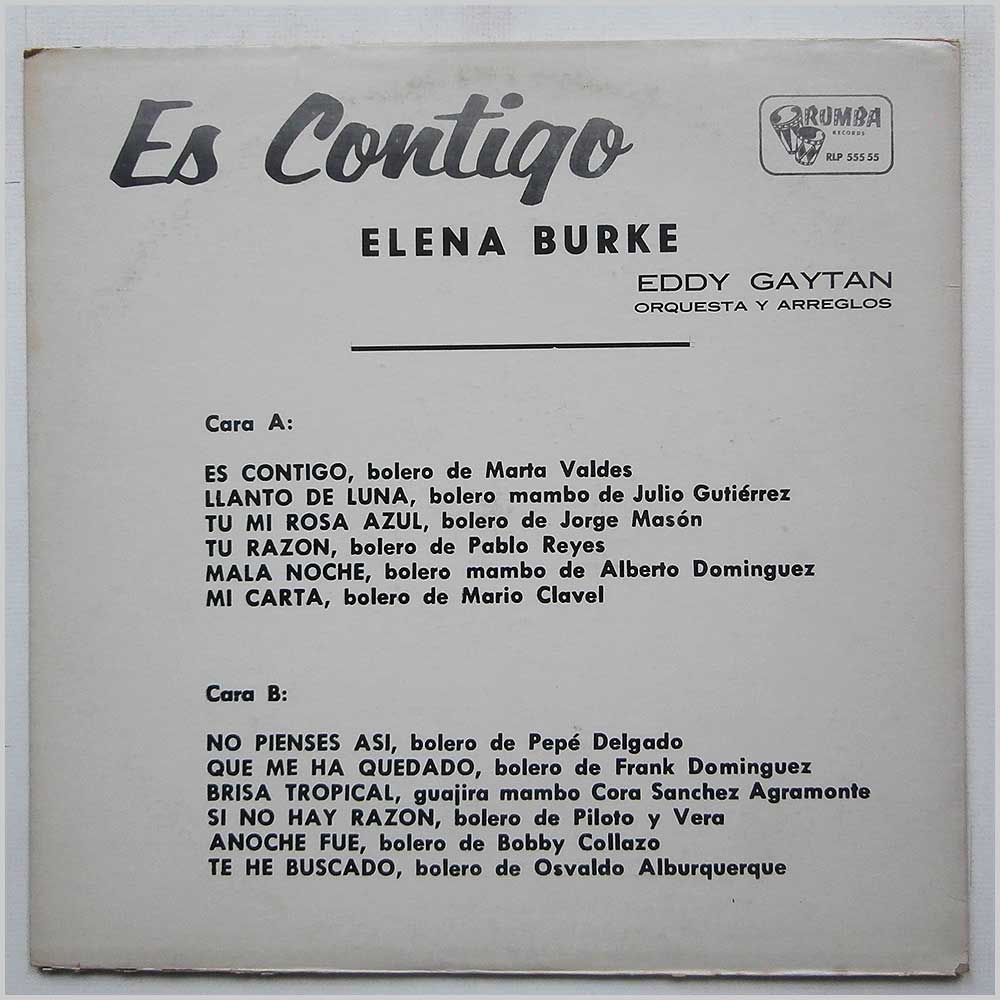 Es Contigo
RUMBA
RECORDS
RLP 555 55
ELENA BURKE
EDDY GAYTAN
ORQUESTA Y ARREGLOS
Cara A:
ES CONTIGO, bolero de Marta Valdes
LLANTO DE LUNA, bolero mambo de Julio Gutiérrez
TU MI ROSA AZUL, bolero de Jorge Masón
TU RAZON, bolero de Pablo Reyes
MALA NOCHE, bolero mambo de Alberto Dominguez
MI CARTA, bolero de Mario Clavel
Cara B:
NO PIENSES ASI, bolero de Pepé Delgado
QUE ME HA QUEDADO, bolero de Frank Dominguez
BRISA TROPICAL, guajira mambo Cora Sanchez Agramonte
SI NO HAY RAZON, bolero de Piloto y Vera
ANOCHE FUE, bolero de Bobby Collazo
TE HE BUSCADO, bolero de Osvaldo Alburquerque